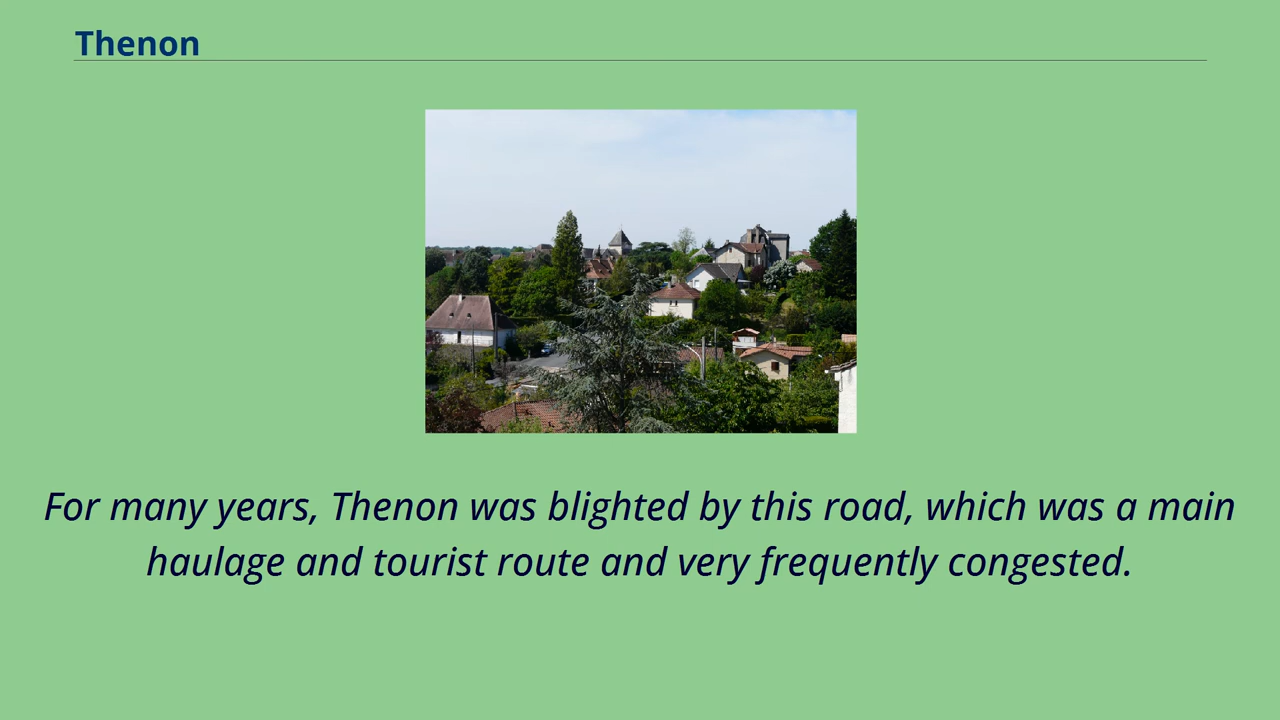 Thenon
For many years, Thenon was blighted by this road, which was a main
haulage and tourist route and very frequently congested.